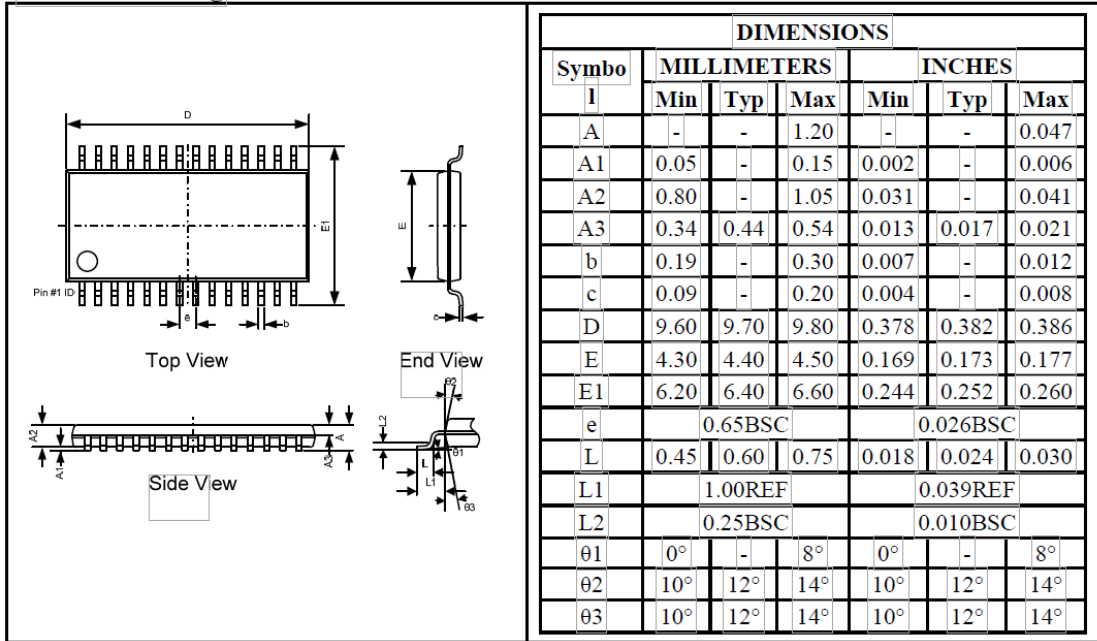 D
E1
E
Pin #1 ID
e
b
c
Top View
End View
θ2
A2
A1
A
A3
L2
L
L1
θ1
θ3
Side View
DIMENSIONS
Symbo
l
MILLIMETERS INCHES
Min Typ Max Min Typ Max
A - - 1.20 - - 0.047
A1 0.05 - 0.15 0.002 - 0.006
A2 0.80 - 1.05 0.031 - 0.041
A3 0.34 0.44 0.54 0.013 0.017 0.021
b 0.19 - 0.30 0.007 - 0.012
c 0.09 - 0.20 0.004 - 0.008
D 9.60 9.70 9.80 0.378 0.382 0.386
E 4.30 4.40 4.50 0.169 0.173 0.177
E1 6.20 6.40 6.60 0.244 0.252 0.260
e 0.65BSC 0.026BSC
L 0.45 0.60 0.75 0.018 0.024 0.030
L1 1.00REF 0.039REF
L2 0.25BSC 0.010BSC
θ1 0° - 8° 0° - 8°
θ2 10° 12° 14° 10° 12° 14°
θ3 10° 12° 14° 10° 12° 14°